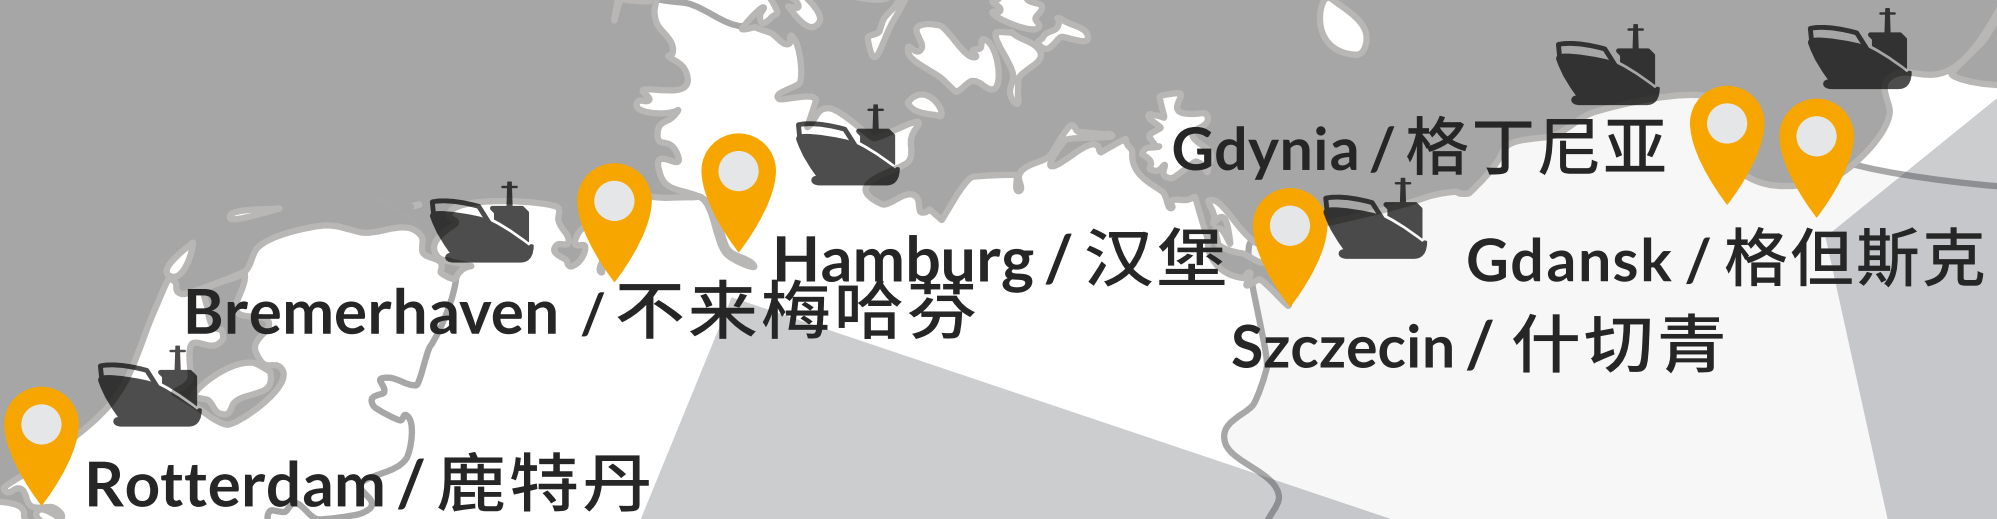 Gdynia / 格丁尼亚
Hamburg / 汉堡
Gdansk / 格但斯克
Bremerhaven / 不来梅哈芬
Szczecin / 什切青
Rotterdam / 鹿特丹